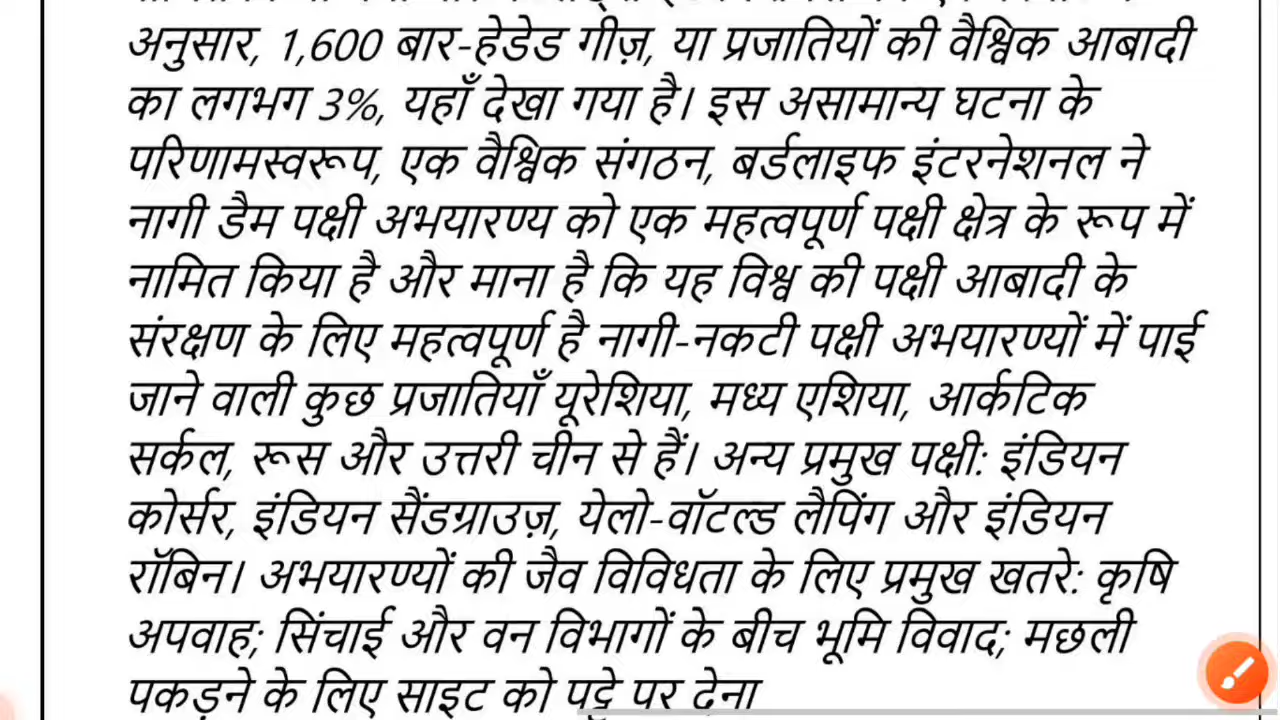 अनुसार, 1,600 बार-हेडेड गीज़, या प्रजातियों की वैश्विक आबादी
का लगभग 3%, यहाँ देखा गया है। इस असामान्य घटना के
परिणामस्वरूप, एक वैश्विक संगठन, बर्डलाइफ इंटरनेशनल ने
नागी डैम पक्षी अभयारण्य को एक महत्वपूर्ण पक्षी क्षेत्र के रूप में
नामित किया है और माना है कि यह विश्व की पक्षी आबादी के
संरक्षण के लिए महत्वपूर्ण है नागी-नकटी पक्षी अभयारण्यों में पाई
जाने वाली कुछ प्रजातियाँ यूरेशिया, मध्य एशिया, आर्कटिक
सर्कल, रूस और उत्तरी चीन से हैं। अन्य प्रमुख पक्षी: इंडियन
कोर्सर, इंडियन सैंडग्राउज़, येलो-वॉटल्ड लैपिंग और इंडियन
रॉबिन। अभयारण्यों की जैव विविधता के लिए प्रमुख खतरे: कृषि
अपवाह; सिंचाई और वन विभागों के बीच भूमि विवाद; मछली
पकड़ने के लिए साइट को पट्टे पर देना